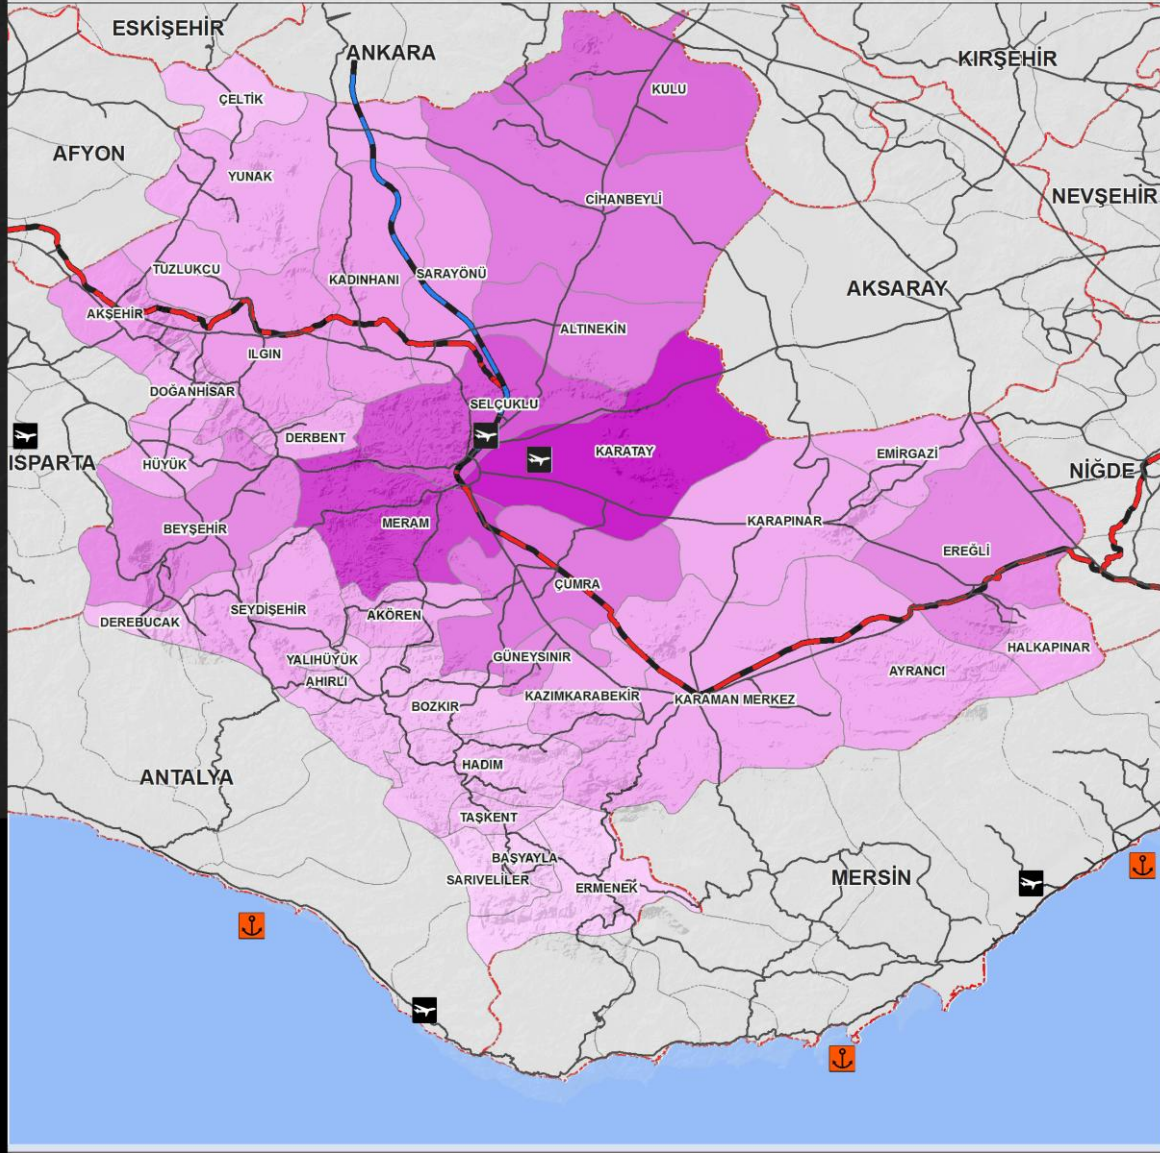 ESKİŞEHİR
ANKARA
KIRŞEHİR
KULU
ÇELTİK
AFYON
YUNAK
NEVŞEHİR
CİHANBEYLİ
TUZLUKCU
SARAYÖNÜ
KADINHANI
AKSARAY
AKŞEHİR
ALTINEKİN
ILGIN
DOĞANHİSAR
SELÇUKLU
DERBENT
KARATAY
EMİRGAZİ
ISPARTA
HÜYÜK
NİĞDE
MERAM
KARAPINAR
BEYŞEHİR
EREĞLİ
ÇUMRA
SEYDİŞEHİR
AKÖREN
DEREBUCAK
HALKAPINAR
YALIHÜYÜK
GÜNEYSINIR
AYRANCI
AHIRLI
KAZIMKARABEKİR
KARAMAN MERKEZ
BOZKIR
HADIM
ANTALYA
TAŞKENT
BAŞYAYLA
SARIVELİLER
ERMENEK
MERSİN